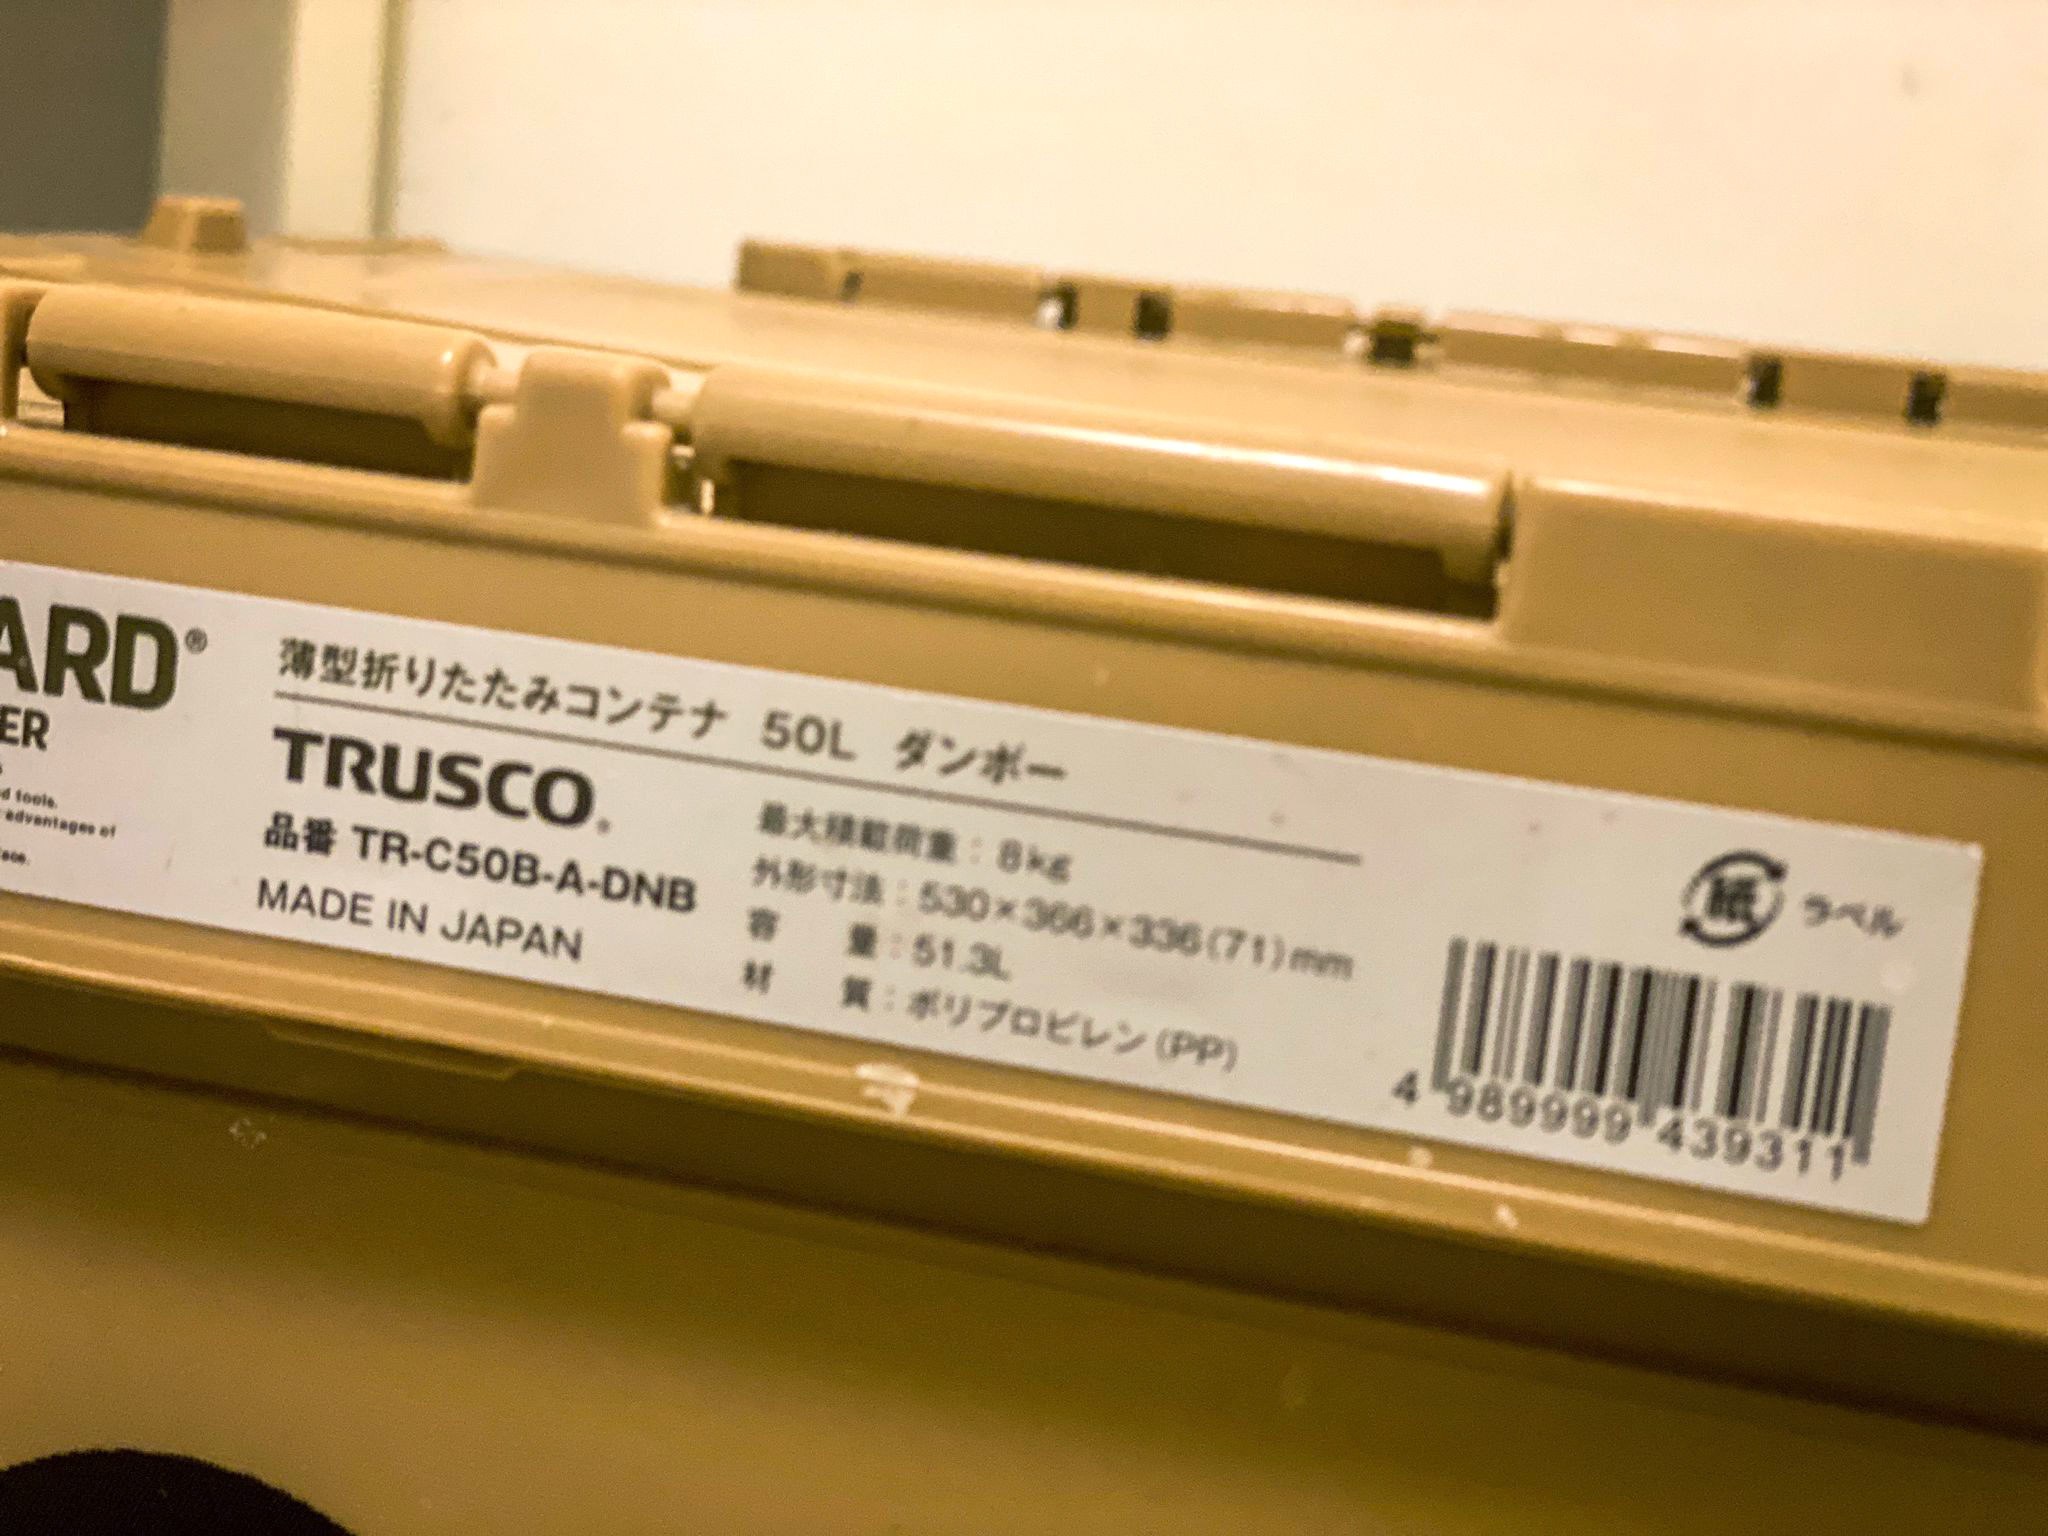 ARD®
ER
d tools.
advantages of
薄型折りたたみコンテナ 50L ダンボー
TRUSCO®
品番 TR-C50B-A-DNB
MADE IN JAPAN
最大積載荷重:8kg
外形寸法:530×366×336(71)mm
容 量:51.3L
材 質:ポリプロピレン(PP)
紙 ラベル
4 989999 439311